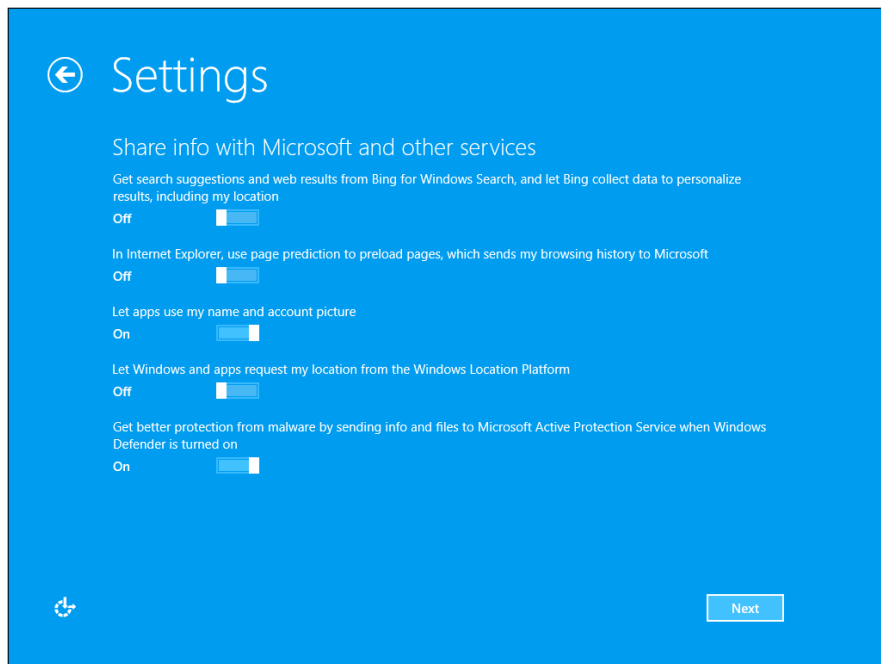 Settings
Share info with Microsoft and other services
Get search suggestions and web results from Bing for Windows Search, and let Bing collect data to personalize
results, including my location
Off
In Internet Explorer, use page prediction to preload pages, which sends my browsing history to Microsoft
Off
Let apps use my name and account picture
On
Let Windows and apps request my location from the Windows Location Platform
Off
Get better protection from malware by sending info and files to Microsoft Active Protection Service when Windows
Defender is turned on
On
Next